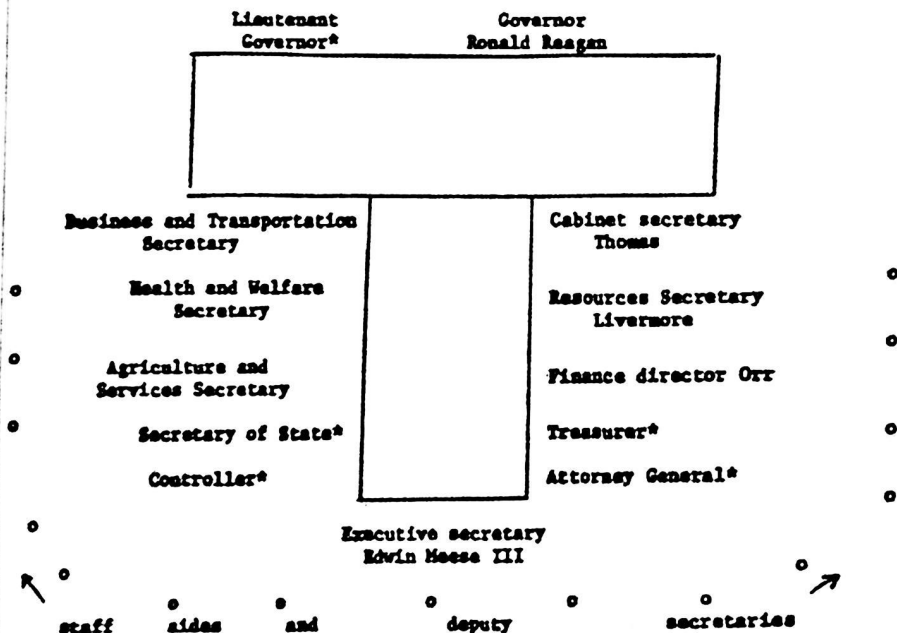 Lieutenant
Governor*
Governor
Ronald Reagan
Business and Transportation
Secretary
Cabinet secretary
Thomas
Health and Welfare
Secretary
Resources Secretary
Livermore
Agriculture and
Services Secretary
Finance director Orr
Secretary of State*
Treasurer*
Controller*
Attorney General*
Executive secretary
Edwin Meese III
staff aides and deputy secretaries